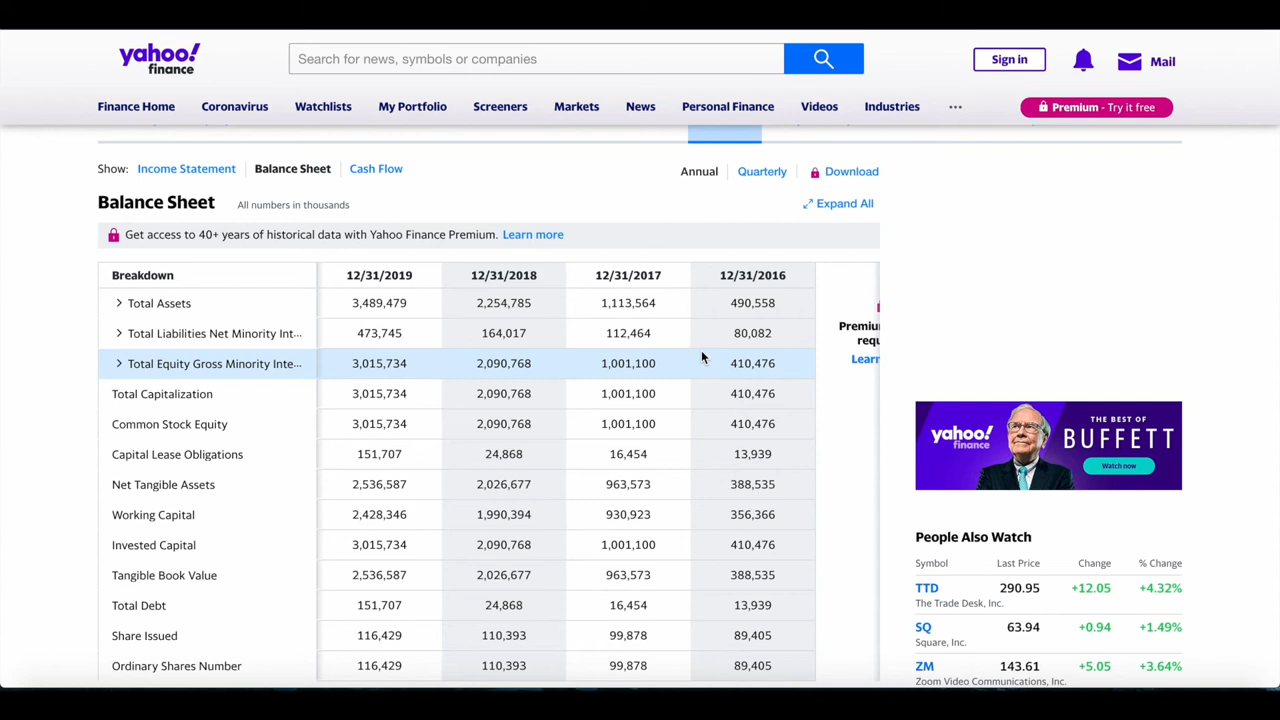 yahoo!
finance
Search for news, symbols or companies
Sign in
Mail
Finance Home Coronavirus Watchlists My Portfolio Screeners Markets News Personal Finance Videos Industries ... Premium - Try it free
Show: Income Statement Balance Sheet Cash Flow
Annual Quarterly Download
Balance Sheet All numbers in thousands
Expand All
Get access to 40+ years of historical data with Yahoo Finance Premium. Learn more
Breakdown 12/31/2019 12/31/2018 12/31/2017 12/31/2016
Total Assets 3,489,479 2,254,785 1,113,564 490,558
Total Liabilities Net Minority Int... 473,745 164,017 112,464 80,082
Total Equity Gross Minority Inte... 3,015,734 2,090,768 1,001,100 410,476
Total Capitalization 3,015,734 2,090,768 1,001,100 410,476
Common Stock Equity 3,015,734 2,090,768 1,001,100 410,476
Capital Lease Obligations 151,707 24,868 16,454 13,939
Net Tangible Assets 2,536,587 2,026,677 963,573 388,535
Working Capital 2,428,346 1,990,394 930,923 356,366
Invested Capital 3,015,734 2,090,768 1,001,100 410,476
Tangible Book Value 2,536,587 2,026,677 963,573 388,535
Total Debt 151,707 24,868 16,454 13,939
Share Issued 116,429 110,393 99,878 89,405
Ordinary Shares Number 116,429 110,393 99,878 89,405
Premiu
requ
Learn
yahoo!
finance
THE BEST OF
BUFFETT
Watch now
People Also Watch
Symbol Last Price Change % Change
TTD 290.95 +12.05 +4.32%
The Trade Desk, Inc.
SQ 63.94 +0.94 +1.49%
Square, Inc.
ZM 143.61 +5.05 +3.64%
Zoom Video Communications, Inc.